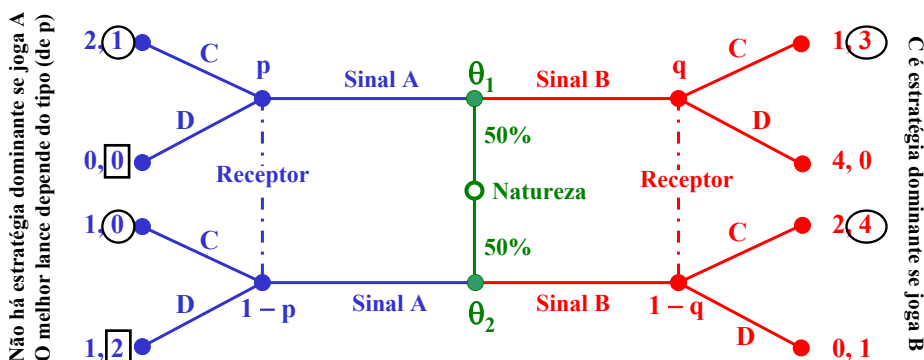 Não há estratégia dominante se joga A
O melhor lance depende do tipo (de p)
2, 1
C
p
Sinal A
θ1
Sinal B
q
C
1, 3
D
50%
D
0, 0
Receptor
Natureza
Receptor
4, 0
1, 0
C
50%
C
2, 4
D
1 – p
Sinal A
θ2
Sinal B
1 – q
D
1, 2
0, 1
C é estratégia dominante se joga B